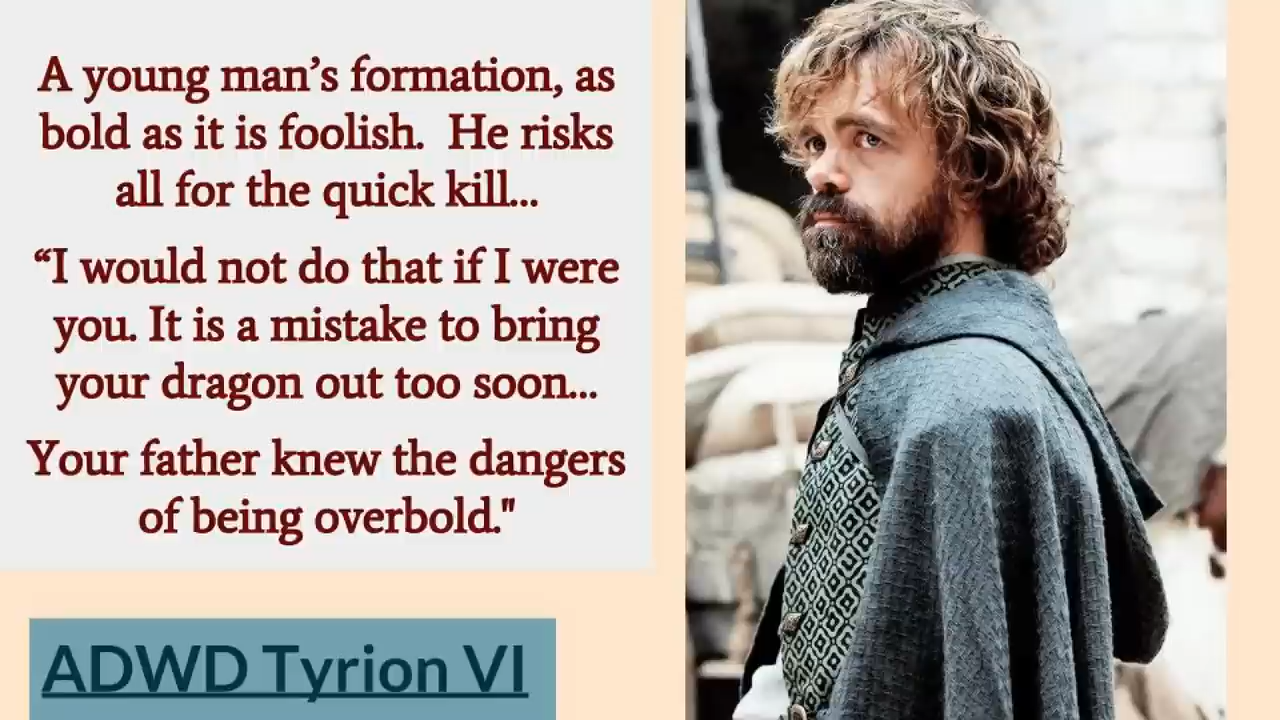 A young man’s formation, as
bold as it is foolish.  He risks
all for the quick kill...
“I would not do that if I were
you. It is a mistake to bring
your dragon out too soon...
Your father knew the dangers
of being overbold."
ADWD Tyrion VI